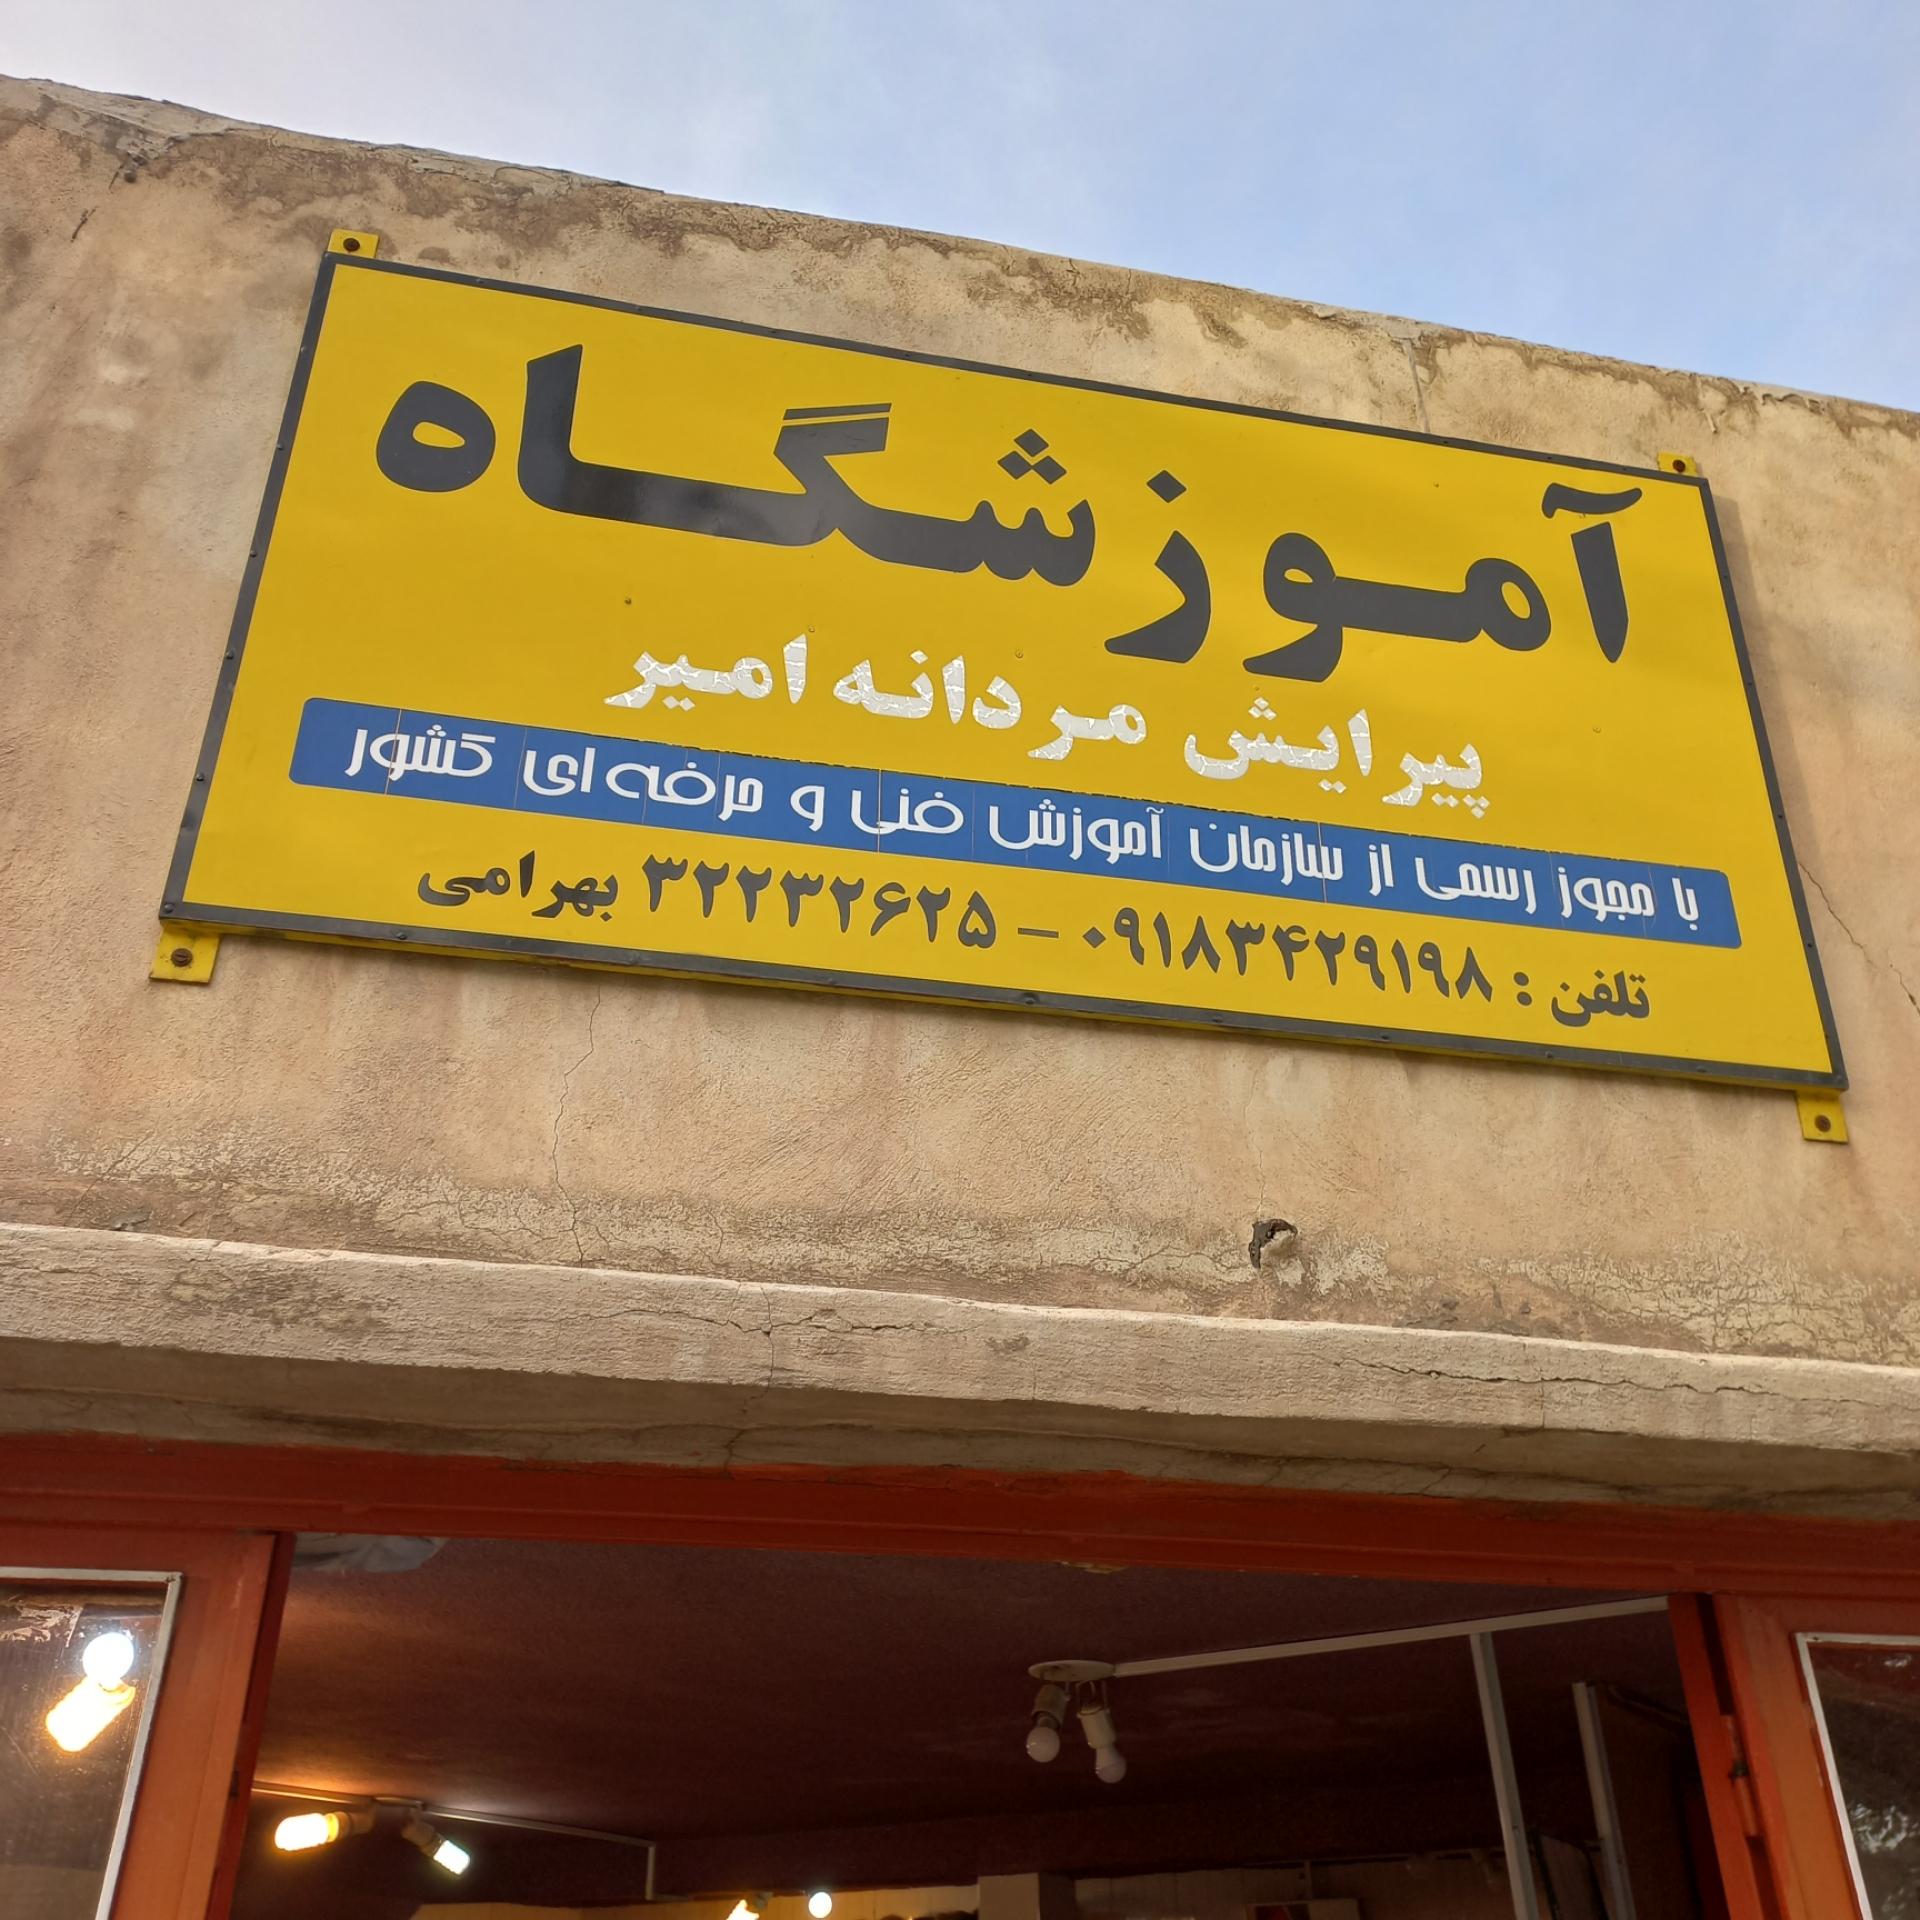 آموزشگاه
پیرایش مردانه امیر
با مجوز رسمی از سازمان آموزش فنی و حرفه ای کشور
تلفن : ۰۹۱۸۳۴۲۹۱۹۸ – ۳۲۲۳۲۶۲۵ بهرامی